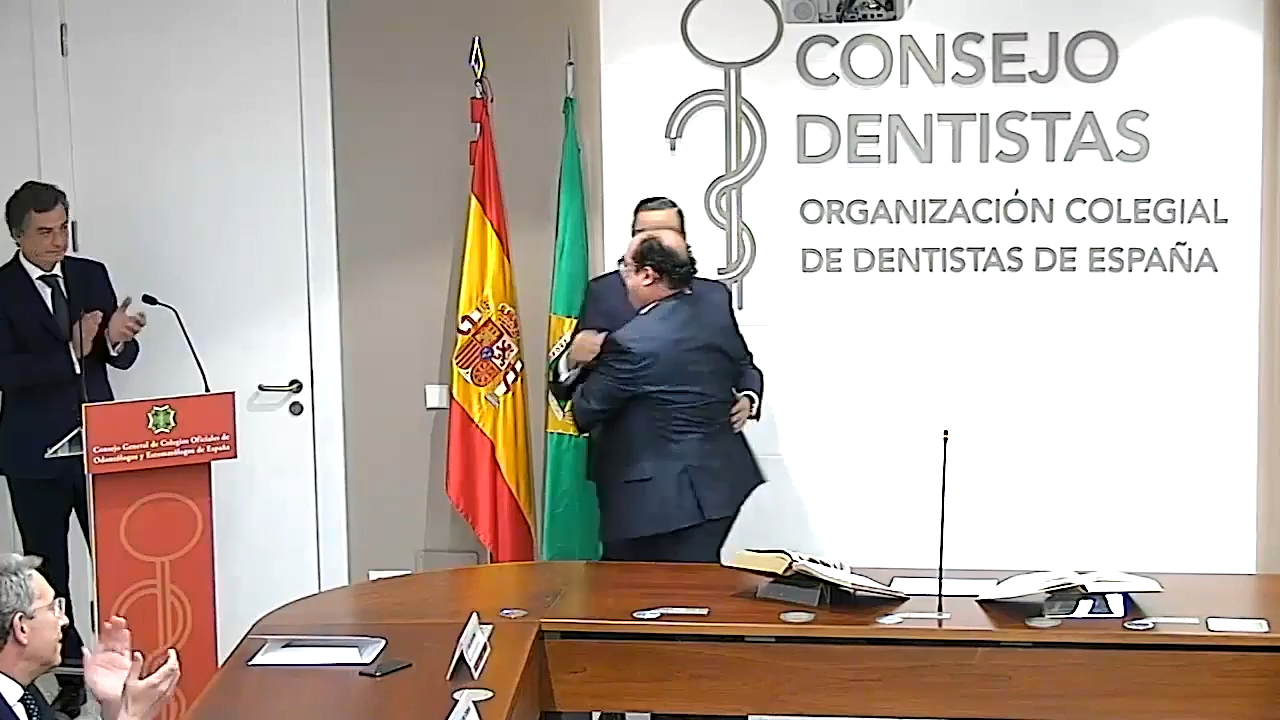 CONSEJO
DENTISTAS
ORGANIZACIÓN COLEGIAL
DE DENTISTAS DE ESPAÑA
Consejo General de Colegios Oficiales de
Odontólogos y Estomatólogos de España